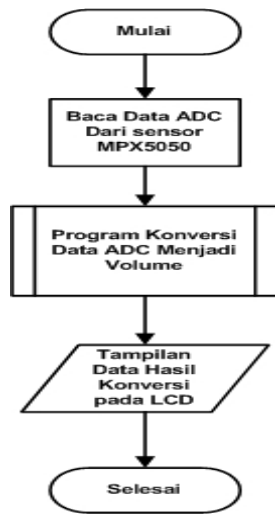 Mulai
Baca Data ADC
Dari sensor
MPX5050
Program Konversi
Data ADC Menjadi
Volume
Tampilan
Data Hasil
Konversi
pada LCD
Selesai